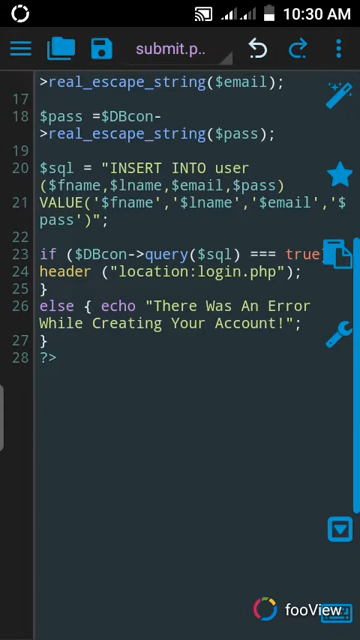 10:30 AM
submit.p..
>real_escape_string($email);
17
18 $pass =$DBcon-
>real_escape_string($pass);
19
20 $sql = "INSERT INTO user
($fname,$lname,$email,$pass)
21 VALUE('$fname','$lname','$email','$
pass')";
22
23 if ($DBcon->query($sql) === true
24 header ("location:login.php");
25 }
26 else { echo "There Was An Error
While Creating Your Account!";
27 }
28 ?>
fooView